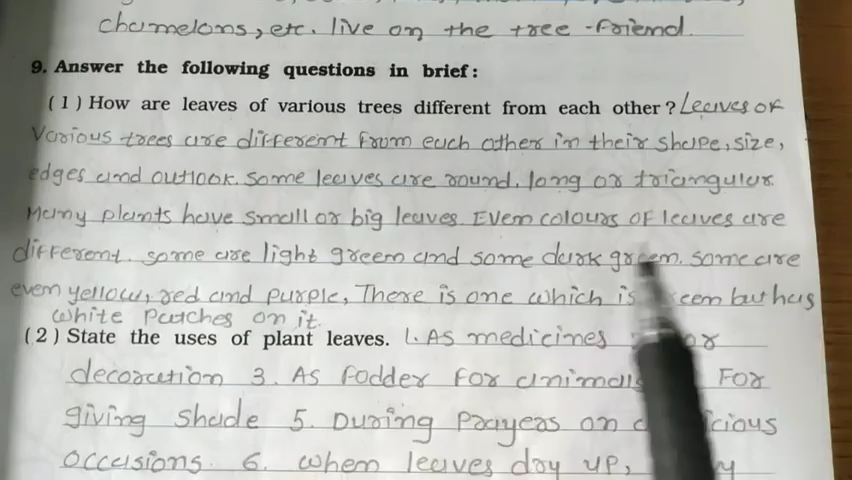 chamelons, etc. live on the tree-friend.
9. Answer the following questions in brief :
( 1 ) How are leaves of various trees different from each other ? Leaves of
Various trees are different from each other in their shape, size,
edges and outlook. Some leaves are round, long or triangular.
Many plants have small or big leaves. Even colours of leaves are
different. some are light green and some dark green. some are
even yellow, red and purple, There is one which is but has
white patches on it.
( 2 ) State the uses of plant leaves. 1. As medicines
decoration 3. As fodder for animals For
giving shade 5. During prayers on
occasions. 6. when leaves dry up,